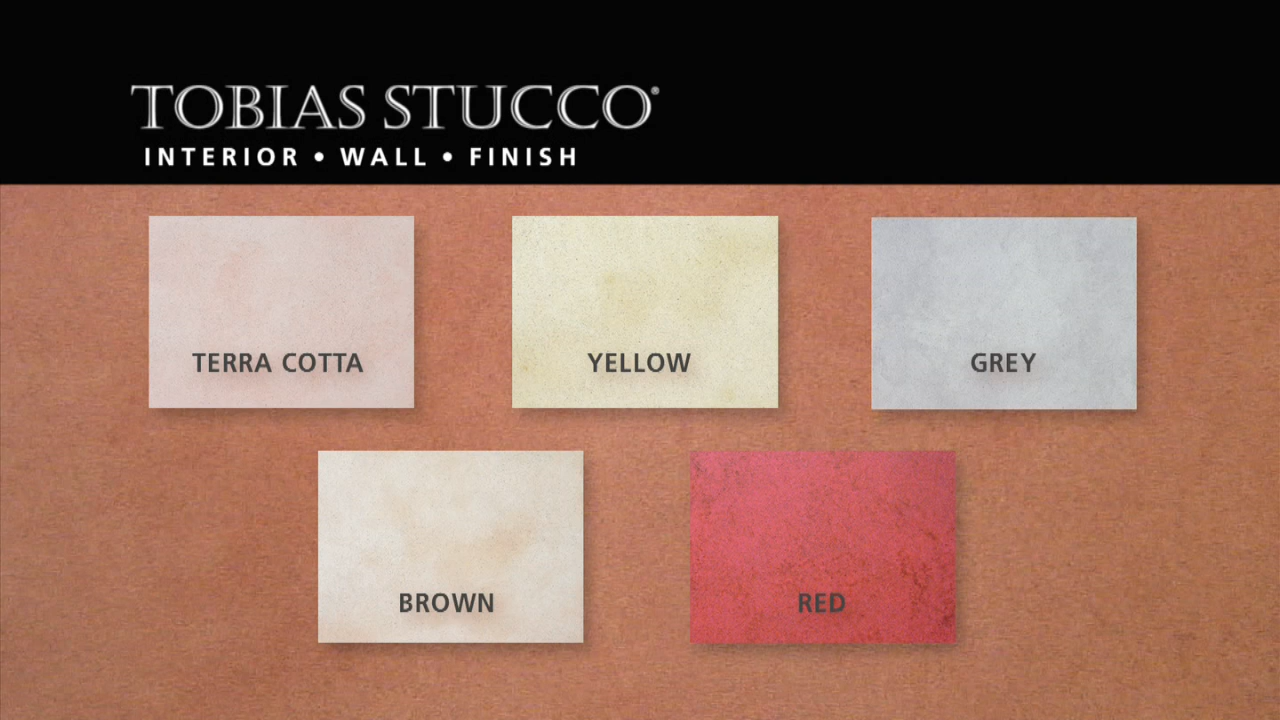 TOBIAS STUCCO®
INTERIOR • WALL • FINISH
TERRA COTTA
YELLOW
GREY
BROWN
RED